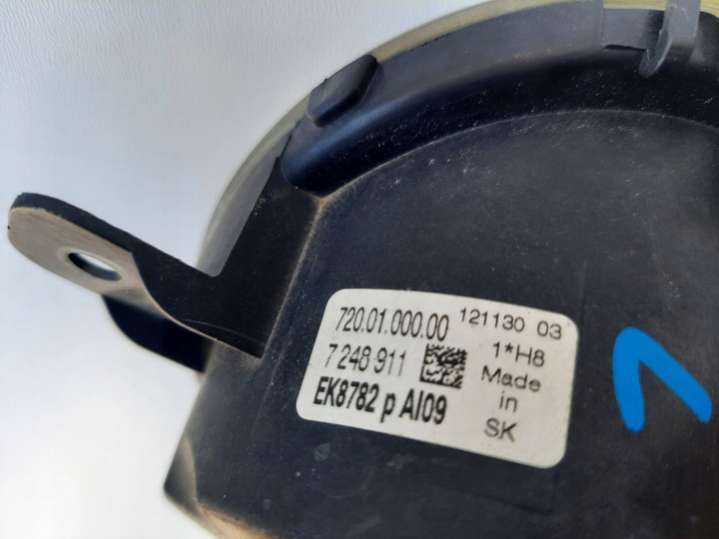 720.01.000.00 121130 03
7 248 911 1*H8
EK8782 p AI09 Made
in
SK